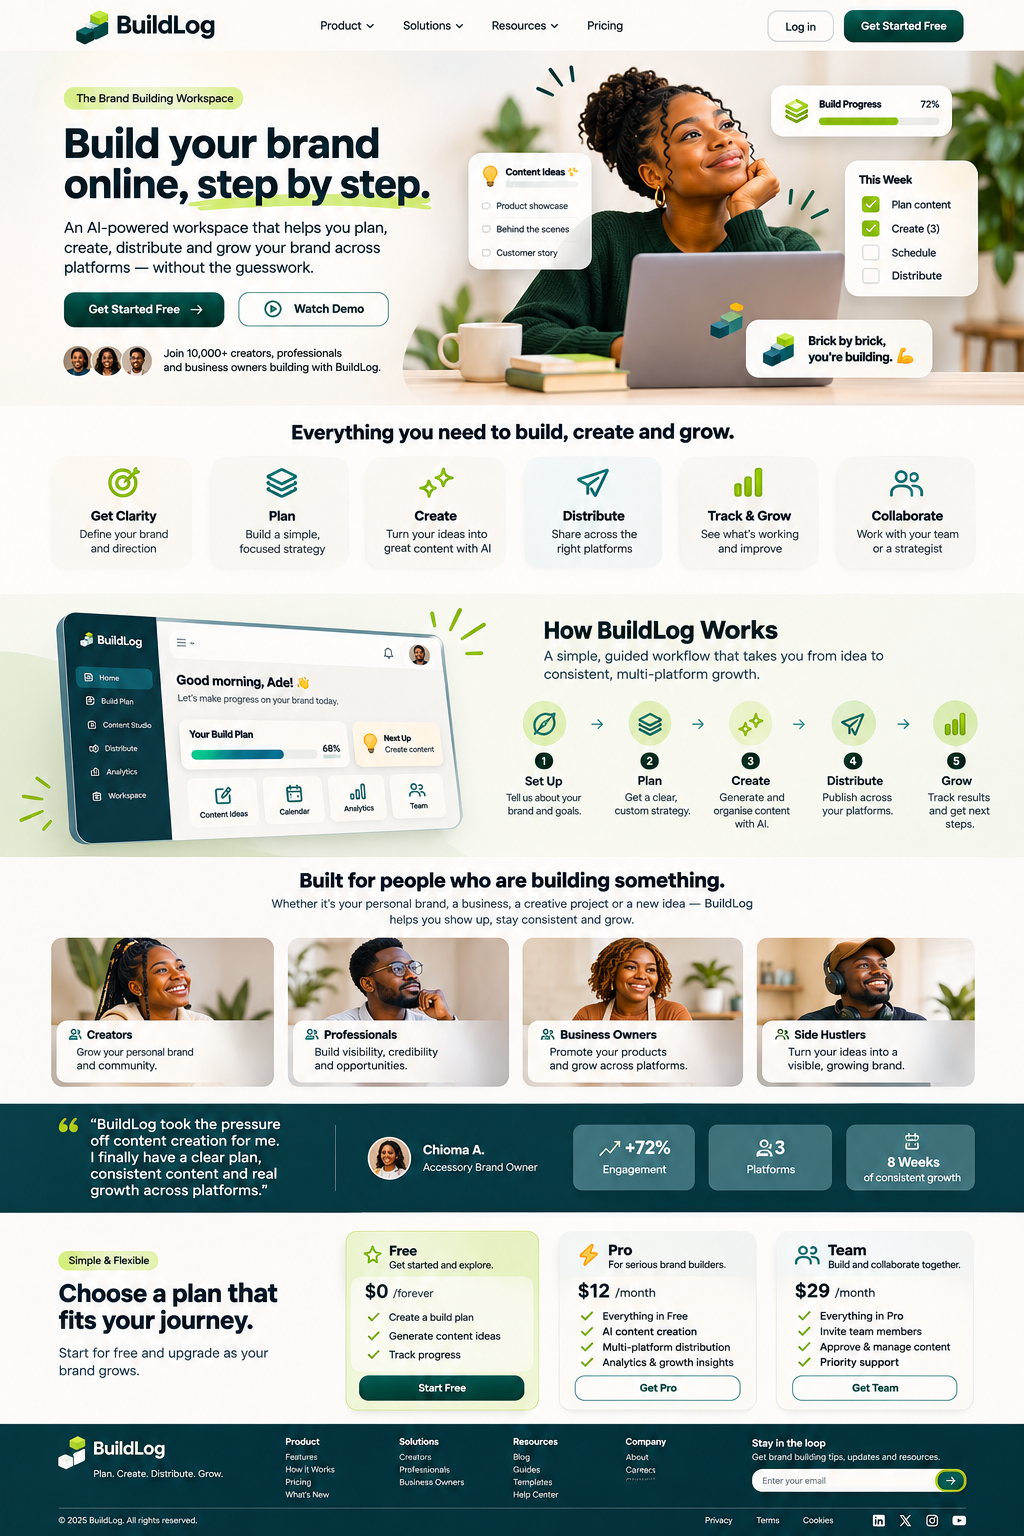 BuildLog
Product
Solutions
Resources
Pricing
Log in
Get Started Free
The Brand Building Workspace
Build your brand
online, step by step.
An AI-powered workspace that helps you plan,
create, distribute and grow your brand across
platforms — without the guesswork.
Get Started Free
Watch Demo
Join 10,000+ creators, professionals
and business owners building with BuildLog.
Content Ideas
Product showcase
Behind the scenes
Customer story
Build Progress
72%
This Week
Plan content
Create (3)
Schedule
Distribute
Brick by brick,
you're building. 💪
Everything you need to build, create and grow.
Get Clarity
Define your brand
and direction
Plan
Build a simple,
focused strategy
Create
Turn your ideas into
great content with AI
Distribute
Share across the
right platforms
Track & Grow
See what's working
and improve
Collaborate
Work with your team
or a strategist
BuildLog
Home
Build Plan
Content Studio
Distribute
Analytics
Workspace
Good morning, Ade! 👋
Let's make progress on your brand today.
Your Build Plan
68%
Next Up
Create content
Content Ideas
Calendar
Analytics
Team
How BuildLog Works
A simple, guided workflow that takes you from idea to
consistent, multi-platform growth.
1
Set Up
Tell us about your
brand and goals.
2
Plan
Get a clear,
custom strategy.
3
Create
Generate and
organise content
with AI.
4
Distribute
Publish across
your platforms.
5
Grow
Track results
and get next
steps.
Built for people who are building something.
Whether it's your personal brand, a business, a creative project or a new idea — BuildLog
helps you show up, stay consistent and grow.
Creators
Grow your personal brand
and community.
Professionals
Build visibility, credibility
and opportunities.
Business Owners
Promote your products
and grow across platforms.
Side Hustlers
Turn your ideas into a
visible, growing brand.
“BuildLog took the pressure
off content creation for me.
I finally have a clear plan,
consistent content and real
growth across platforms.”
Chioma A.
Accessory Brand Owner
+72%
Engagement
3
Platforms
8 Weeks
of consistent growth
Simple & Flexible
Choose a plan that
fits your journey.
Start for free and upgrade as your
brand grows.
Free
Get started and explore.
$0 /forever
Create a build plan
Generate content ideas
Track progress
Start Free
Pro
For serious brand builders.
$12 /month
Everything in Free
AI content creation
Multi-platform distribution
Analytics & growth insights
Get Pro
Team
Build and collaborate together.
$29 /month
Everything in Pro
Invite team members
Approve & manage content
Priority support
Get Team
BuildLog
Plan. Create. Distribute. Grow.
Product
Features
How it Works
Pricing
What's New
Solutions
Creators
Professionals
Business Owners
Resources
Blog
Guides
Templates
Help Center
Company
About
Careers
Stay in the loop
Get brand building tips, updates and resources.
Enter your email
© 2025 BuildLog. All rights reserved.
Privacy
Terms
Cookies